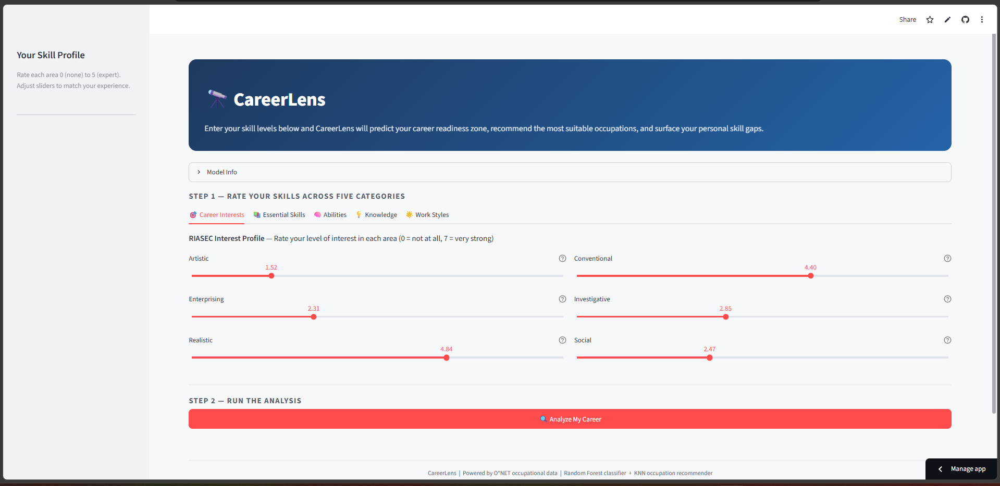 Share
Your Skill Profile
Rate each area 0 (none) to 5 (expert).
Adjust sliders to match your experience.
CareerLens
Enter your skill levels below and CareerLens will predict your career readiness zone, recommend the most suitable occupations, and surface your personal skill gaps.
Model Info
STEP 1 — RATE YOUR SKILLS ACROSS FIVE CATEGORIES
Career Interests Essential Skills Abilities Knowledge Work Styles
RIASEC Interest Profile — Rate your level of interest in each area (0 = not at all, 7 = very strong)
Artistic
1.52
Conventional
4.40
Enterprising
2.31
Investigative
2.85
Realistic
4.84
Social
2.47
STEP 2 — RUN THE ANALYSIS
Analyze My Career
CareerLens | Powered by O*NET occupational data | Random Forest classifier + KNN occupation recommender
Manage app